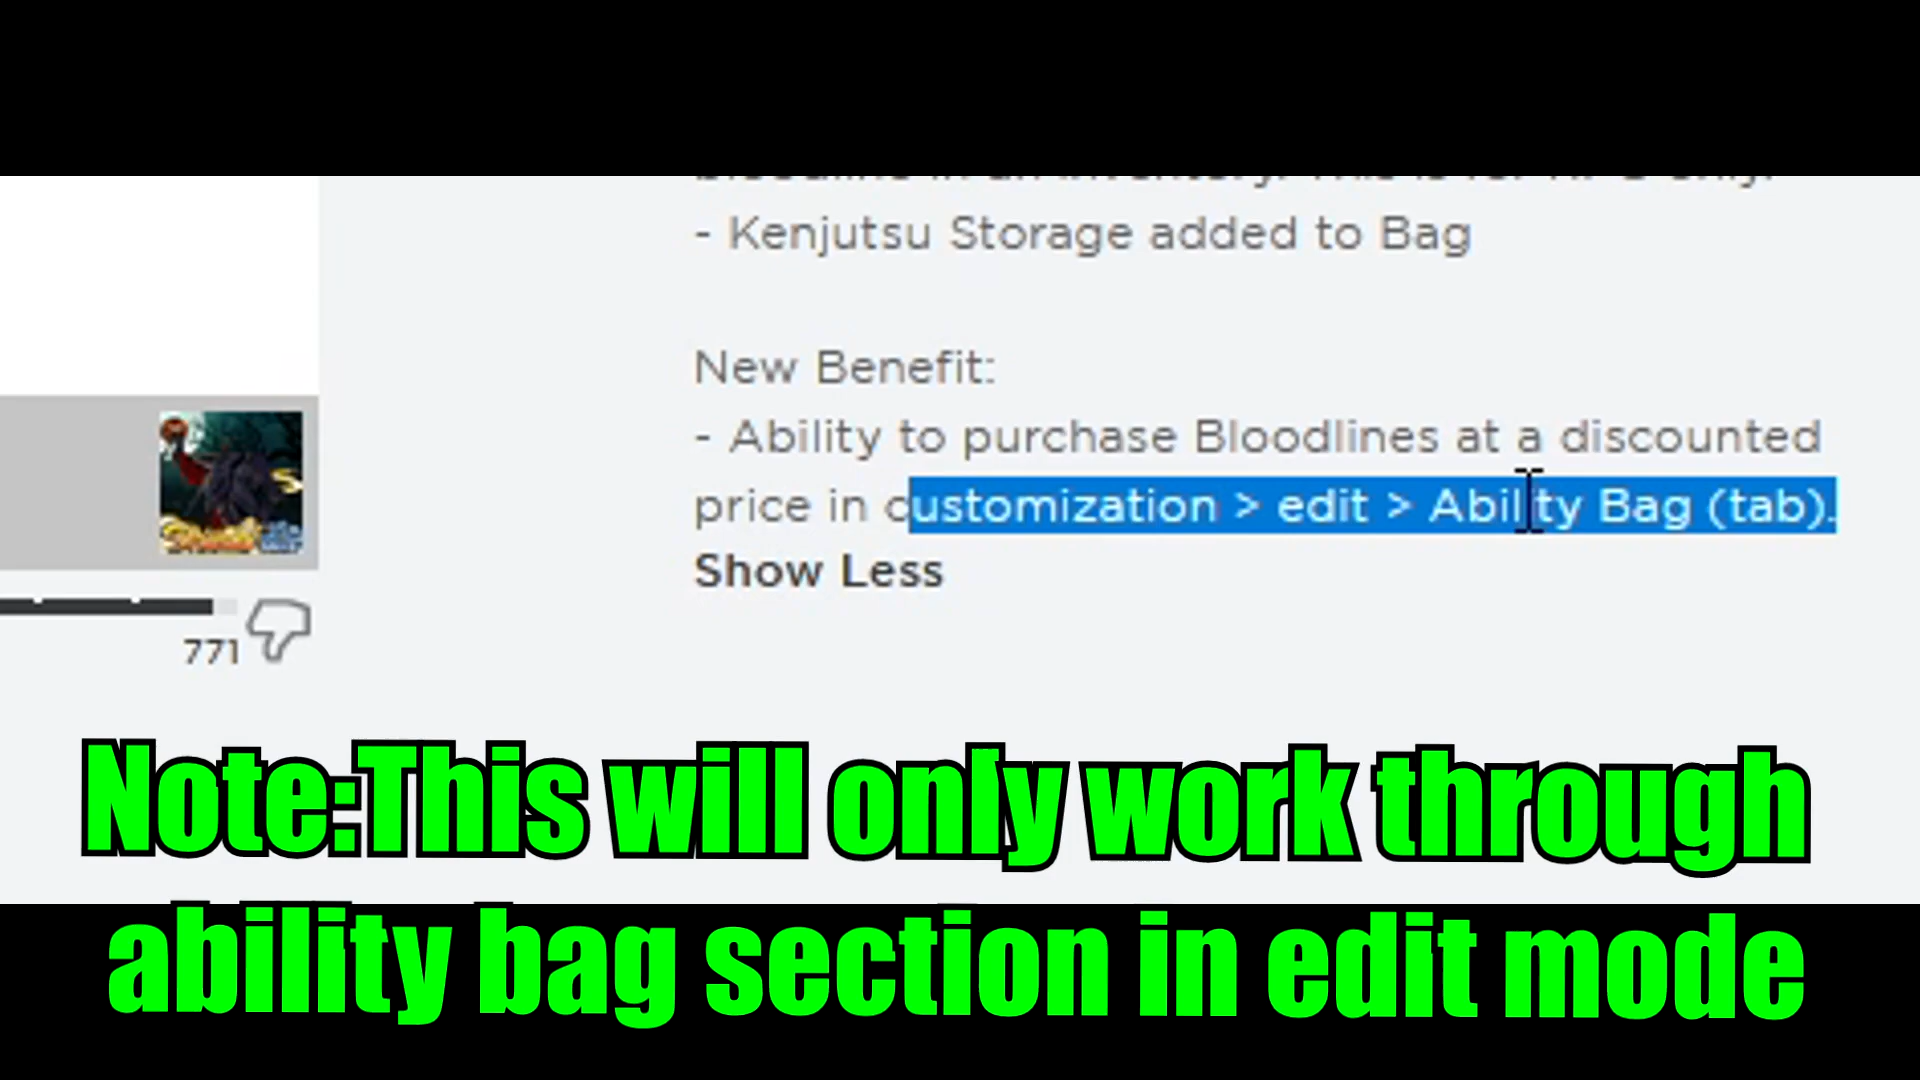 - Kenjutsu Storage added to Bag
New Benefit:
- Ability to purchase Bloodlines at a discounted
price in customization > edit > Ability Bag (tab).
Show Less
771
Note:This will only work through
ability bag section in edit mode